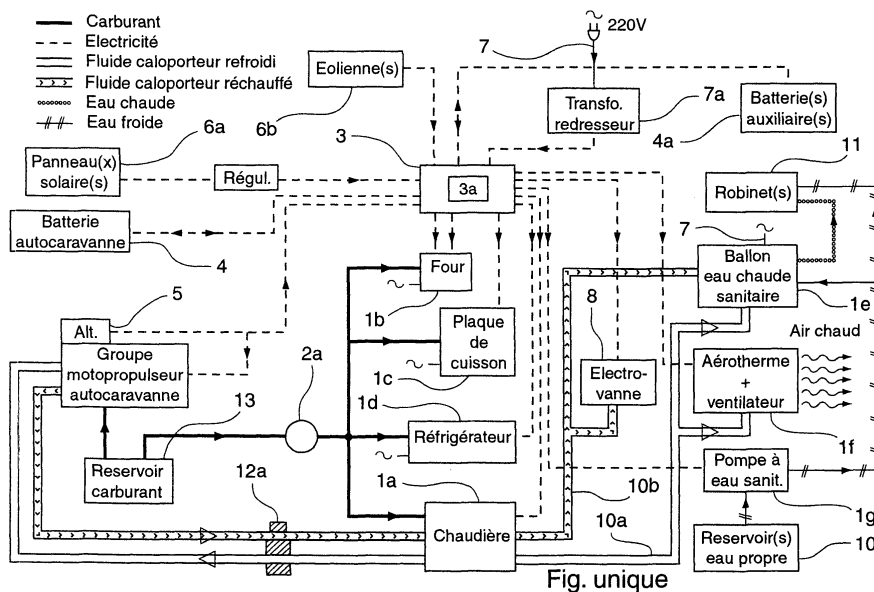 Carburant
Electricité
Fluide caloporteur refroidi
Fluide caloporteur réchauffé
Eau chaude
Eau froide
6a
Eolienne(s)
6b
7
220V
Transfo.
redresseur
7a
Batterie(s)
auxiliaire(s)
4a
Panneau(x)
solaire(s)
Régul.
3
3a
11
Robinet(s)
Batterie
autocaravanne
4
7
Ballon
eau chaude
sanitaire
1e
Four
1b
5
Alt.
Groupe
motopropulseur
autocaravanne
2a
Plaque
de
cuisson
1c
8
Electro-
vanne
Air chaud
Aérotherme
+
ventilateur
1f
13
1d
Réfrigérateur
Reservoir
carburant
12a
1a
Chaudière
10b
10a
Pompe à
eau sanit.
1g
Reservoir(s)
eau propre
10
Fig. unique